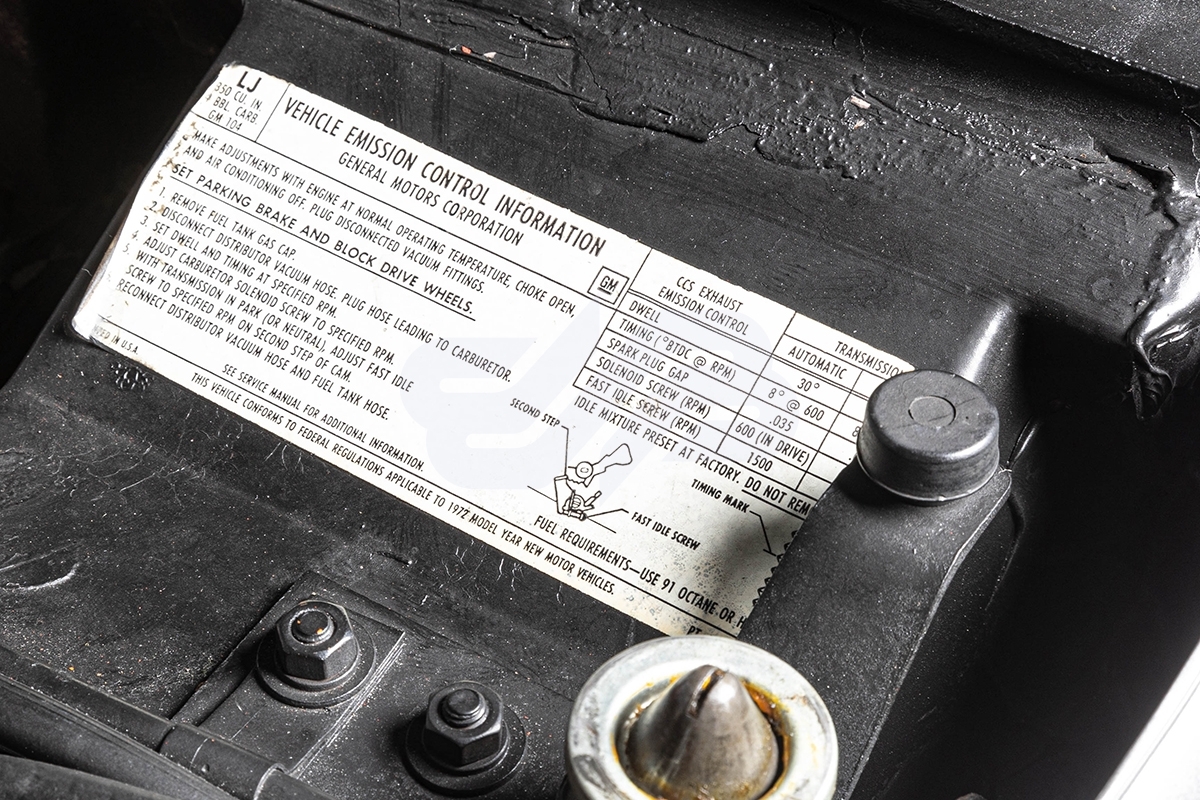 LJ
350 CU. IN.
4 BBL. CARB
GM 104
VEHICLE EMISSION CONTROL INFORMATION
GENERAL MOTORS CORPORATION
GM
MAKE ADJUSTMENTS WITH ENGINE AT NORMAL OPERATING TEMPERATURE, CHOKE OPEN,
AND AIR CONDITIONING OFF. PLUG DISCONNECTED VACUUM FITTINGS.
SET PARKING BRAKE AND BLOCK DRIVE WHEELS.
1. REMOVE FUEL TANK GAS CAP.
2. DISCONNECT DISTRIBUTOR VACUUM HOSE. PLUG HOSE LEADING TO CARBURETOR.
3. SET DWELL AND TIMING AT SPECIFIED RPM.
4. ADJUST CARBURETOR SOLENOID SCREW TO SPECIFIED RPM.
5. WITH TRANSMISSION IN PARK (OR NEUTRAL), ADJUST FAST IDLE
SCREW TO SPECIFIED RPM ON SECOND STEP OF CAM.
RECONNECT DISTRIBUTOR VACUUM HOSE AND FUEL TANK HOSE.
SEE SERVICE MANUAL FOR ADDITIONAL INFORMATION.
THIS VEHICLE CONFORMS TO FEDERAL REGULATIONS APPLICABLE TO 1972 MODEL YEAR NEW MOTOR VEHICLES.
IN U.S.A.
CCS EXHAUST
EMISSION CONTROL
TRANSMISSIO
AUTOMATIC
DWELL 30°
TIMING (°BTDC @ RPM) 8° @ 600
SPARK PLUG GAP .035
SOLENOID SCREW (RPM) 600 (IN DRIVE)
FAST IDLE SCREW (RPM) 1500
IDLE MIXTURE PRESET AT FACTORY. DO NOT REM
SECOND STEP
FAST IDLE SCREW
TIMING MARK
FUEL REQUIREMENTS—USE 91 OCTANE OR H
PT